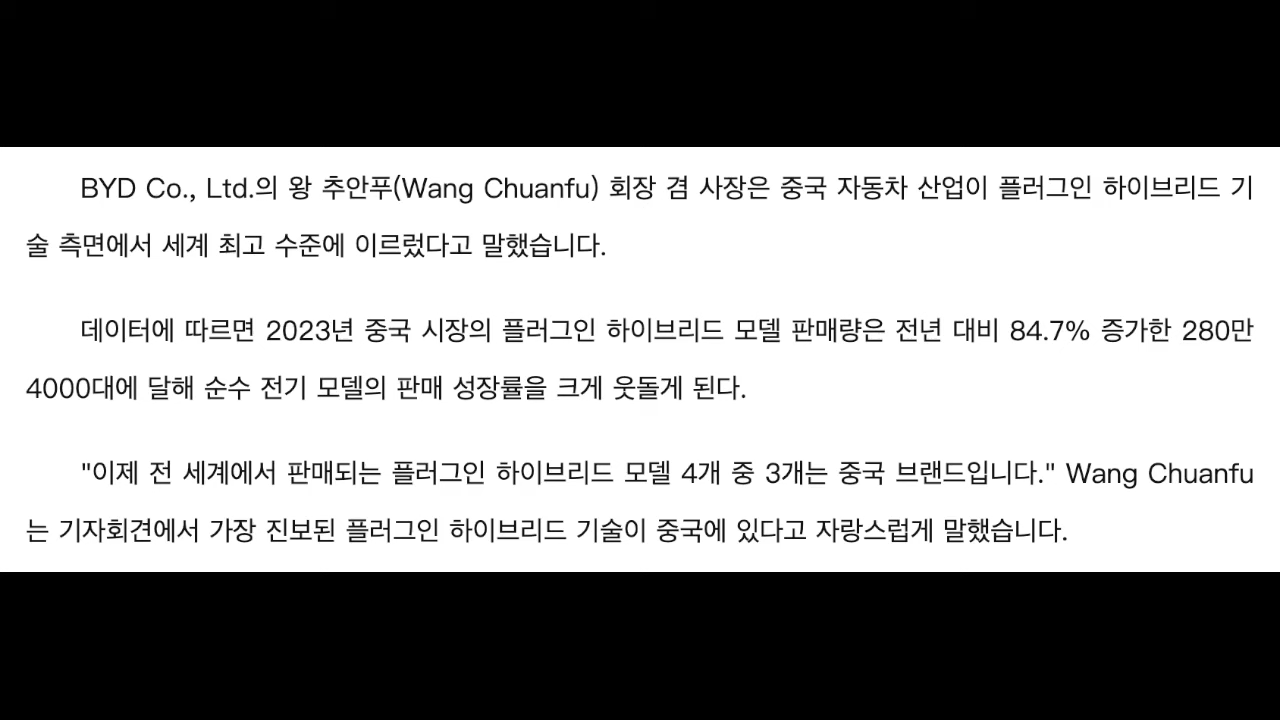 BYD Co., Ltd.의 왕 추안푸(Wang Chuanfu) 회장 겸 사장은 중국 자동차 산업이 플러그인 하이브리드 기
술 측면에서 세계 최고 수준에 이르렀다고 말했습니다.
데이터에 따르면 2023년 중국 시장의 플러그인 하이브리드 모델 판매량은 전년 대비 84.7% 증가한 280만
4000대에 달해 순수 전기 모델의 판매 성장률을 크게 웃돌게 된다.
"이제 전 세계에서 판매되는 플러그인 하이브리드 모델 4개 중 3개는 중국 브랜드입니다." Wang Chuanfu
는 기자회견에서 가장 진보된 플러그인 하이브리드 기술이 중국에 있다고 자랑스럽게 말했습니다.